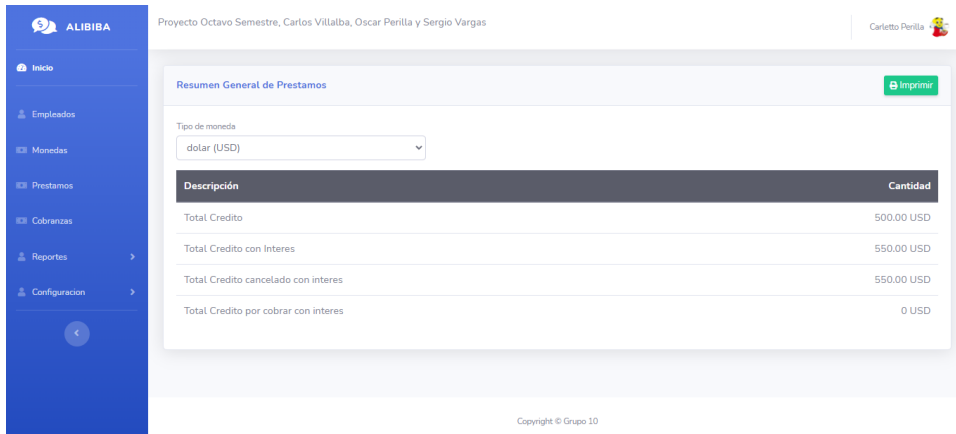 ALIBIBA
Proyecto Octavo Semestre, Carlos Villalba, Oscar Perilla y Sergio Vargas
Carletto Perilla
Inicio
Empleados
Monedas
Prestamos
Cobranzas
Reportes
Configuracion
Resumen General de Prestamos
Imprimir
Tipo de moneda
dolar (USD)
Descripción Cantidad
Total Credito 500.00 USD
Total Credito con Interes 550.00 USD
Total Credito cancelado con interes 550.00 USD
Total Credito por cobrar con interes 0 USD
Copyright © Grupo 10